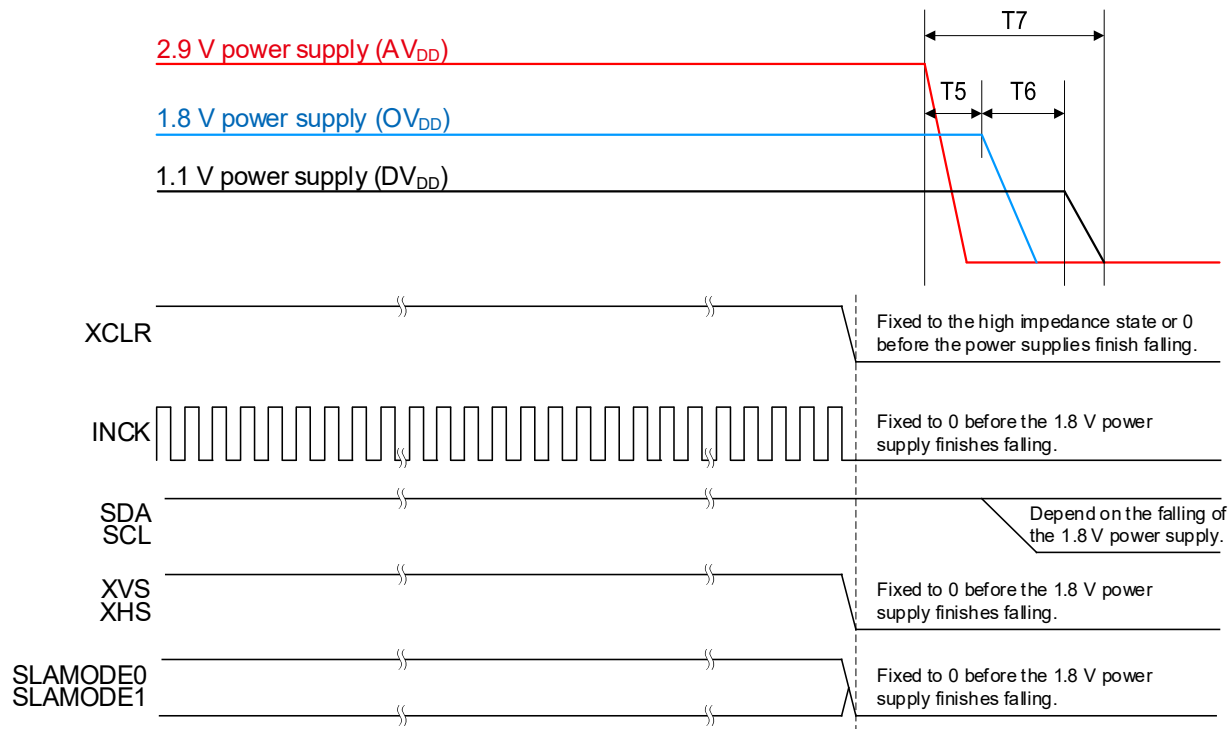 T7
2.9 V power supply (AVDD)
T5 T6
1.8 V power supply (OVDD)
1.1 V power supply (DVDD)
XCLR
Fixed to the high impedance state or 0
before the power supplies finish falling.
INCK
Fixed to 0 before the 1.8 V power
supply finishes falling.
SDA
SCL
Depend on the falling of
the 1.8 V power supply.
XVS
XHS
Fixed to 0 before the 1.8 V power
supply finishes falling.
SLAMODE0
SLAMODE1
Fixed to 0 before the 1.8 V power
supply finishes falling.